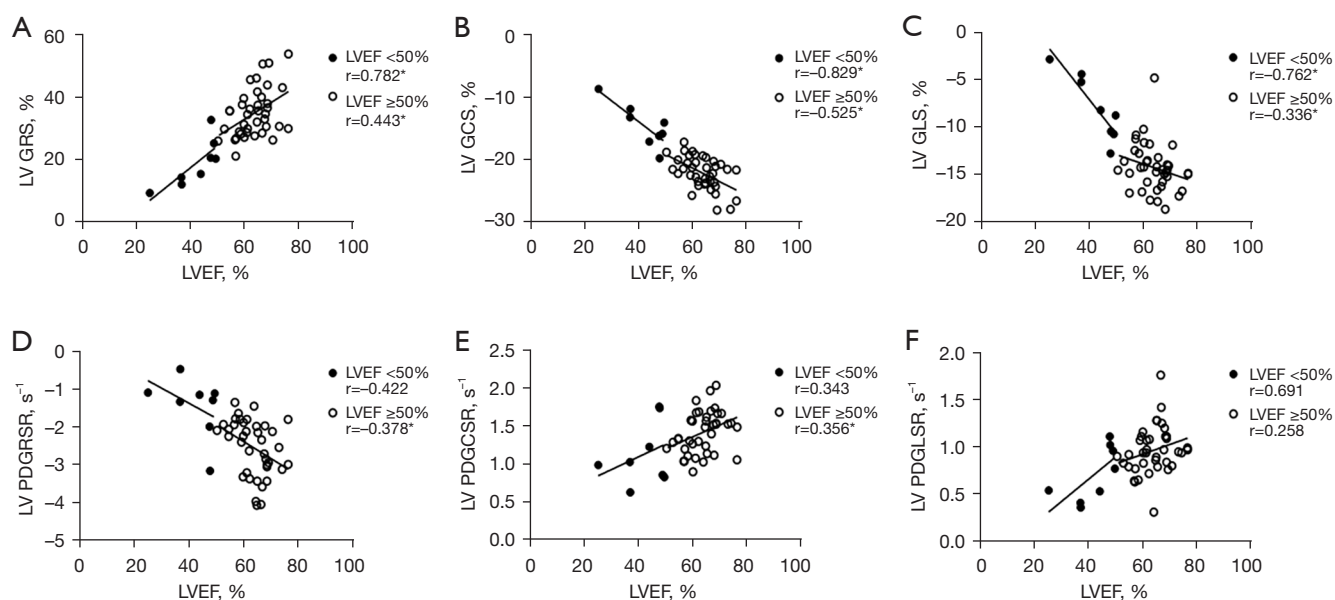 A
LV GRS, %
60
40
20
0
0 20 40 60 80 100
LVEF, %
LVEF <50%
r=0.782*
LVEF ≥50%
r=0.443*
B
LV GCS, %
0
−10
−20
−30
0 20 40 60 80 100
LVEF, %
LVEF <50%
r=−0.829*
LVEF ≥50%
r=−0.525*
C
LV GLS, %
0
−5
−10
−15
−20
0 20 40 60 80 100
LVEF, %
LVEF <50%
r=−0.762*
LVEF ≥50%
r=−0.336*
D
LV PDGRSR, s⁻¹
0
−1
−2
−3
−4
−5
0 20 40 60 80 100
LVEF, %
LVEF <50%
r=−0.422
LVEF ≥50%
r=−0.378*
E
LV PDGCSR, s⁻¹
2.5
2.0
1.5
1.0
0.5
0.0
0 20 40 60 80 100
LVEF, %
LVEF <50%
r=0.343
LVEF ≥50%
r=0.356*
F
LV PDGLSR, s⁻¹
2.0
1.5
1.0
0.5
0.0
0 20 40 60 80 100
LVEF, %
LVEF <50%
r=0.691
LVEF ≥50%
r=0.258